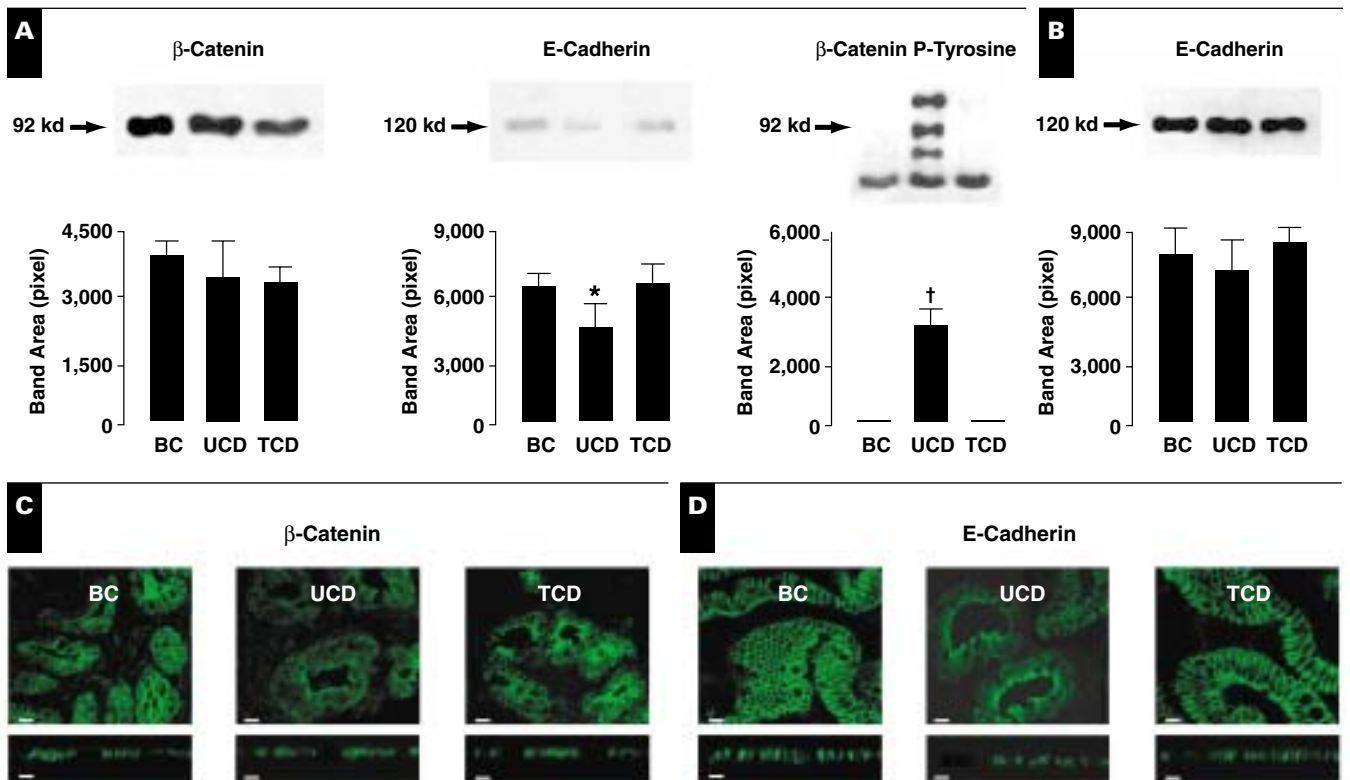 A
B
β-Catenin
E-Cadherin
β-Catenin P-Tyrosine
E-Cadherin
92 kd
120 kd
92 kd
120 kd
Band Area (pixel)
4,500
3,000
1,500
0
BC UCD TCD
Band Area (pixel)
9,000
6,000
3,000
0
*
BC UCD TCD
Band Area (pixel)
6,000
4,000
2,000
0
†
BC UCD TCD
Band Area (pixel)
9,000
6,000
3,000
0
BC UCD TCD
C
β-Catenin
BC
UCD
TCD
D
E-Cadherin
BC
UCD
TCD